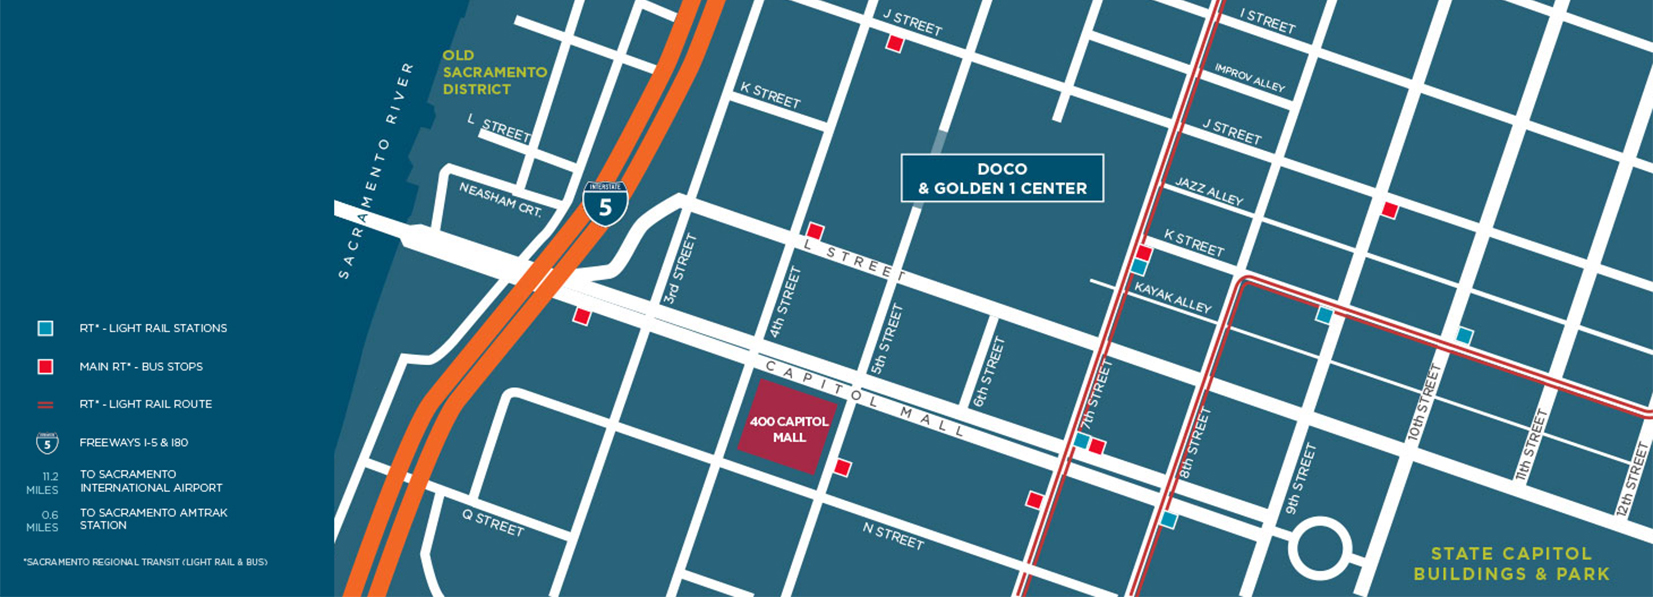 OLD
SACRAMENTO
DISTRICT
SACRAMENTO RIVER
L STREET
NEASHAM CRT.
INTERSTATE
5
J STREET
K STREET
I STREET
IMPROV ALLEY
J STREET
DOCO
& GOLDEN 1 CENTER
JAZZ ALLEY
K STREET
KAYAK ALLEY
L STREET
3rd STREET
4th STREET
5th STREET
6th STREET
7th STREET
8th STREET
9th STREET
10th STREET
11th STREET
12th STREET
CAPITOL MALL
400 CAPITOL
MALL
N STREET
Q STREET
STATE CAPITOL
BUILDINGS & PARK
RT* - LIGHT RAIL STATIONS
MAIN RT* - BUS STOPS
RT* - LIGHT RAIL ROUTE
5
FREEWAYS I-5 & I80
11.2
MILES
TO SACRAMENTO
INTERNATIONAL AIRPORT
0.6
MILES
TO SACRAMENTO AMTRAK
STATION
*SACRAMENTO REGIONAL TRANSIT (LIGHT RAIL & BUS)